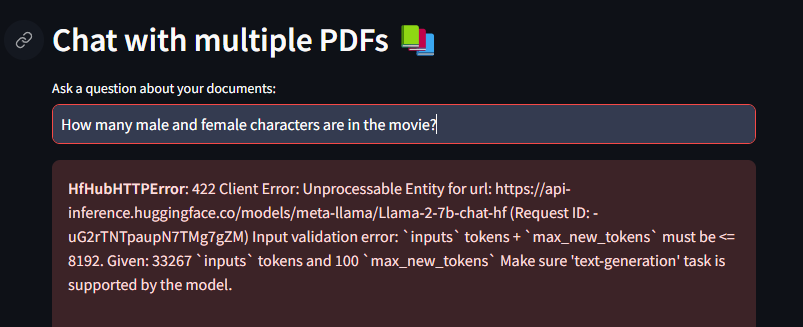 Chat with multiple PDFs
Ask a question about your documents:
How many male and female characters are in the movie?
HfHubHTTPError: 422 Client Error: Unprocessable Entity for url: https://api-
inference.huggingface.co/models/meta-llama/Llama-2-7b-chat-hf (Request ID: -
uG2rTNTpaupN7TMg7gZM) Input validation error: `inputs` tokens + `max_new_tokens` must be <=
8192. Given: 33267 `inputs` tokens and 100 `max_new_tokens` Make sure 'text-generation' task is
supported by the model.